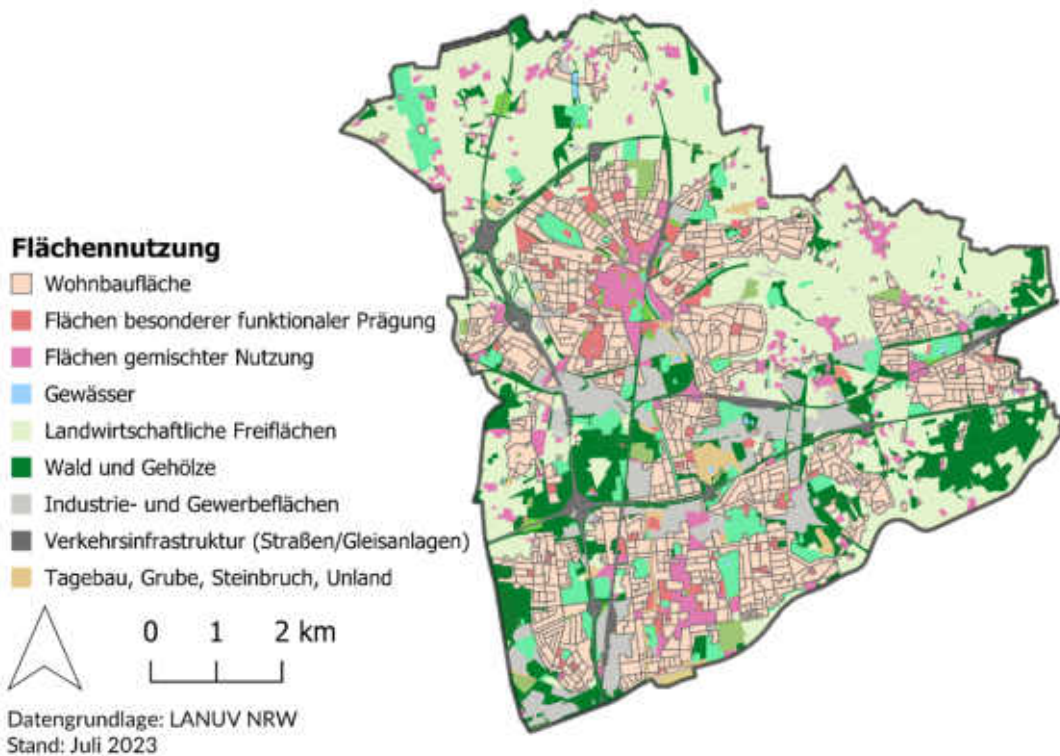 Flächennutzung
Wohnbaufläche
Flächen besonderer funktionaler Prägung
Flächen gemischter Nutzung
Gewässer
Landwirtschaftliche Freiflächen
Wald und Gehölze
Industrie- und Gewerbeflächen
Verkehrsinfrastruktur (Straßen/Gleisanlagen)
Tagebau, Grube, Steinbruch, Unland
0 1 2 km
Datengrundlage: LANUV NRW
Stand: Juli 2023